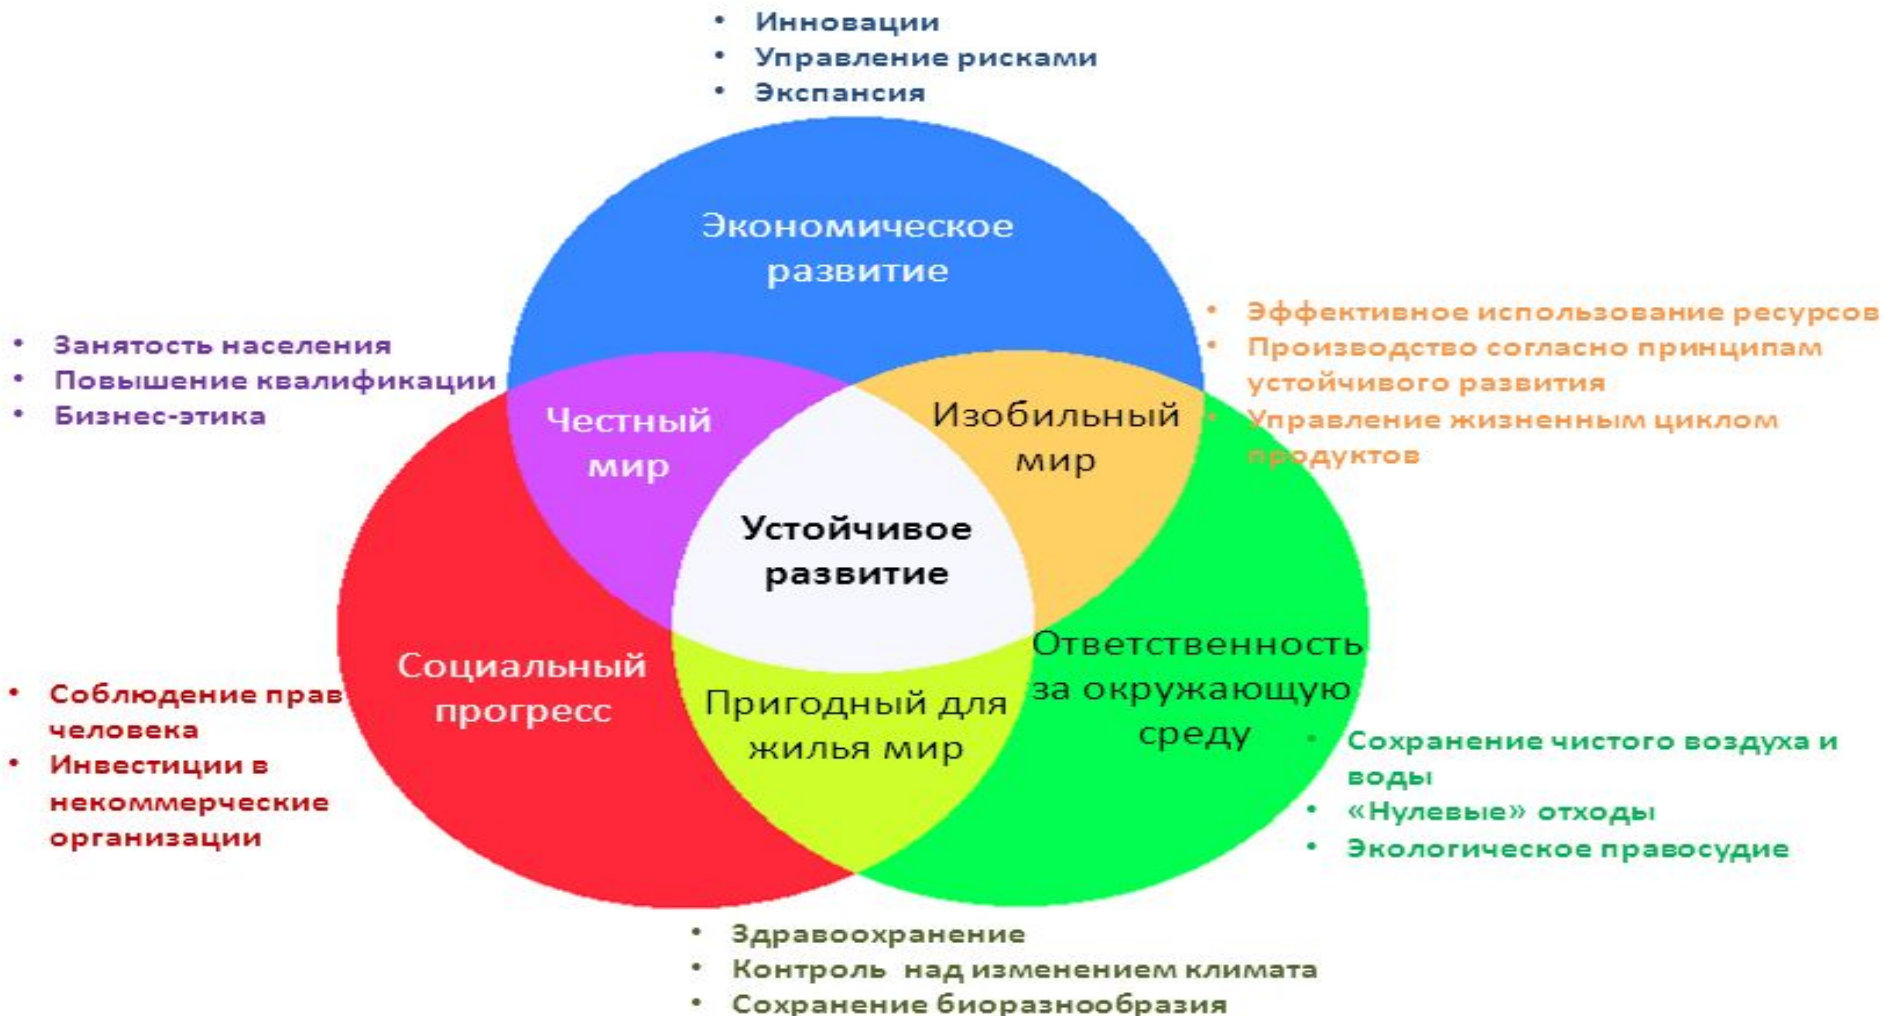 Инновации
Управление рисками
Экспансия
Экономическое
развитие
Занятость населения
Повышение квалификации
Бизнес-этика
Эффективное использование ресурсов
Производство согласно принципам
устойчивого развития
Управление жизненным циклом
продуктов
Честный
мир
Изобильный
мир
Устойчивое
развитие
Социальный
прогресс
Пригодный для
жилья мир
Ответственность
за окружающую
среду
Соблюдение прав
человека
Инвестиции в
некоммерческие
организации
Сохранение чистого воздуха и
воды
«Нулевые» отходы
Экологическое правосудие
Здравоохранение
Контроль над изменением климата
Сохранение биоразнообразия